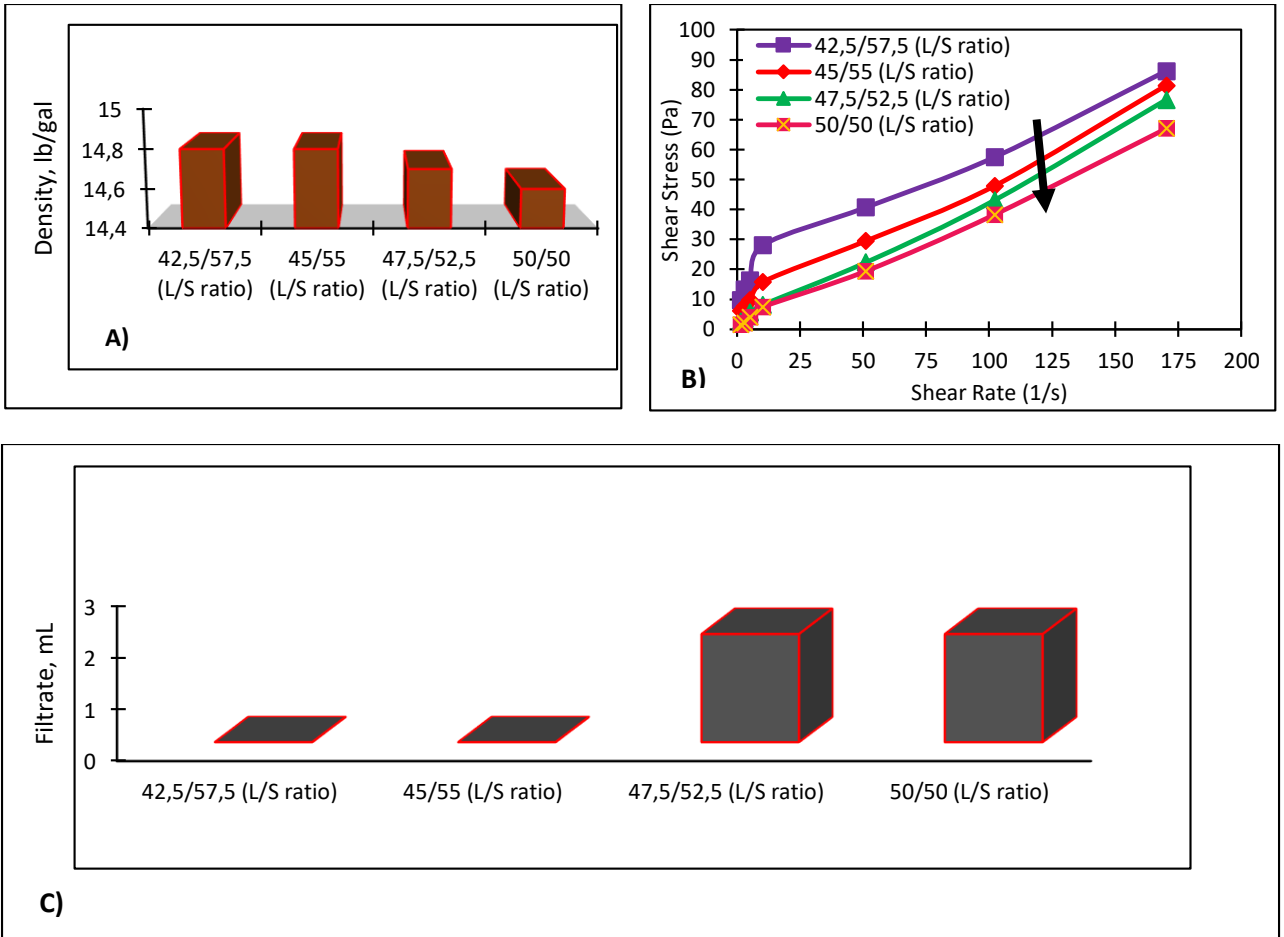 Density, lb/gal
15
14,8
14,6
14,4
42,5/57,5 45/55 47,5/52,5 50/50
(L/S ratio) (L/S ratio) (L/S ratio) (L/S ratio)
A)
Shear Stress (Pa)
100
90
80
70
60
50
40
30
20
10
0
42,5/57,5 (L/S ratio)
45/55 (L/S ratio)
47,5/52,5 (L/S ratio)
50/50 (L/S ratio)
0 25 50 75 100 125 150 175 200
Shear Rate (1/s)
B)
Filtrate, mL
3
2
1
0
42,5/57,5 (L/S ratio) 45/55 (L/S ratio) 47,5/52,5 (L/S ratio) 50/50 (L/S ratio)
C)